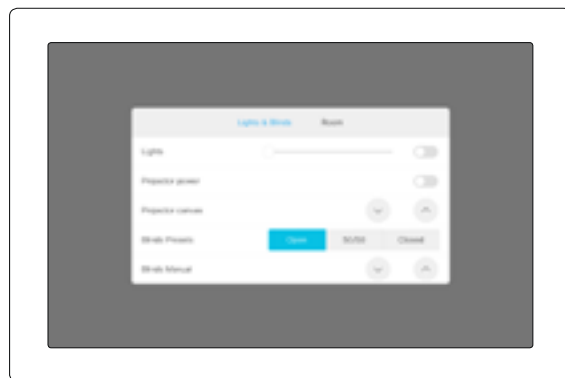 Lights & Blinds Room
Lights
Projector power
Projector canvas
Blinds Presets Open 50/50 Closed
Blinds Manual